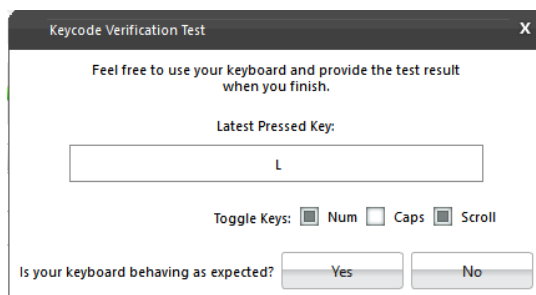 Keycode Verification Test X
Feel free to use your keyboard and provide the test result
when you finish.
Latest Pressed Key:
L
Toggle Keys: Num Caps Scroll
Is your keyboard behaving as expected? Yes No